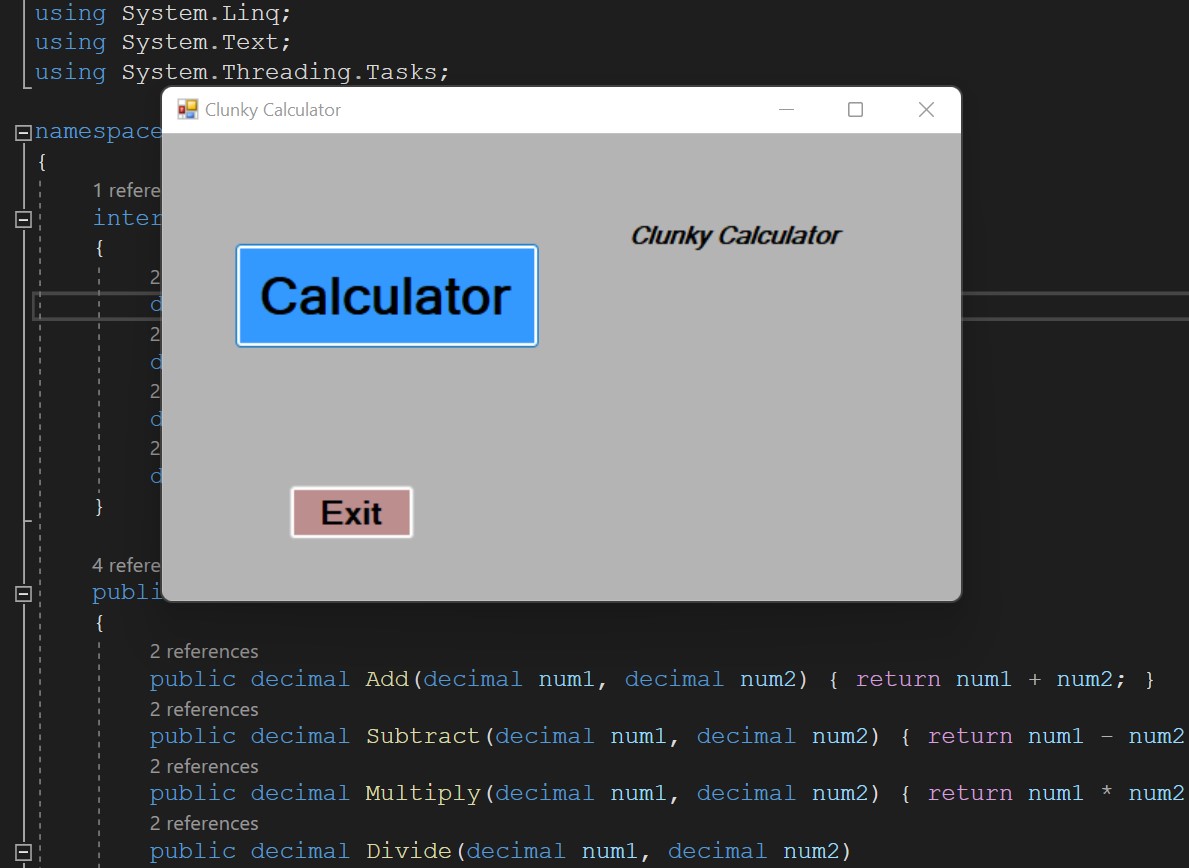 using System.Linq;
using System.Text;
using System.Threading.Tasks;
Clunky Calculator
namespace
{
1 refere
inter
{
Clunky Calculator
Calculator
2
d
2
d
2
d
2
d
}
Exit
4 refere
publi
{
2 references
public decimal Add(decimal num1, decimal num2) { return num1 + num2; }
2 references
public decimal Subtract(decimal num1, decimal num2) { return num1 - num2
2 references
public decimal Multiply(decimal num1, decimal num2) { return num1 * num2
2 references
public decimal Divide(decimal num1, decimal num2)